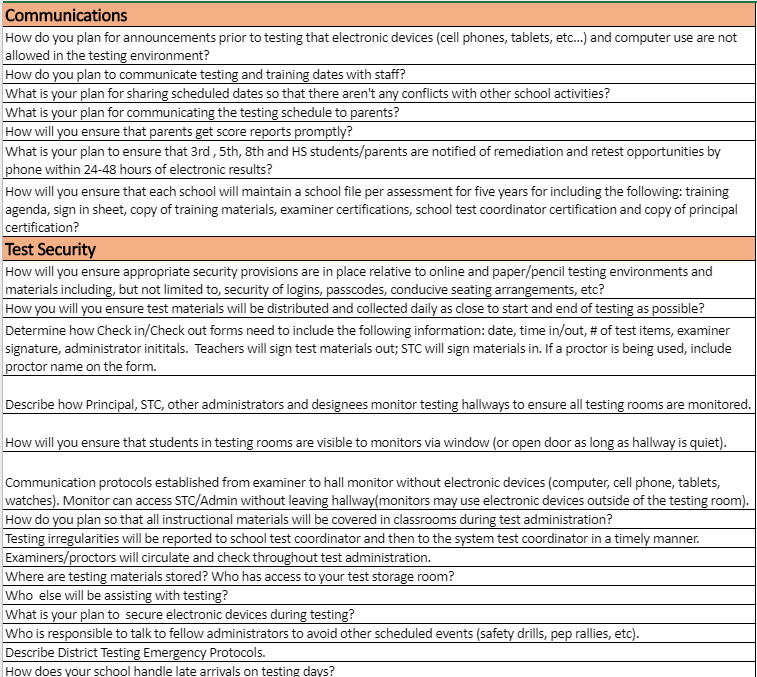 Communications
How do you plan for announcements prior to testing that electronic devices (cell phones, tablets, etc...) and computer use are not
allowed in the testing environment?
How do you plan to communicate testing and training dates with staff?
What is your plan for sharing scheduled dates so that there aren't any conflicts with other school activities?
What is your plan for communicating the testing schedule to parents?
How will you ensure that parents get score reports promptly?
What is your plan to ensure that 3rd , 5th, 8th and HS students/parents are notified of remediation and retest opportunities by
phone within 24-48 hours of electronic results?
How will you ensure that each school will maintain a school file per assessment for five years for including the following: training
agenda, sign in sheet, copy of training materials, examiner certifications, school test coordinator certification and copy of principal
certification?
Test Security
How will you ensure appropriate security provisions are in place relative to online and paper/pencil testing environments and
materials including, but not limited to, security of logins, passcodes, conducive seating arrangements, etc?
How you will you ensure test materials will be distributed and collected daily as close to start and end of testing as possible?
Determine how Check in/Check out forms need to include the following information: date, time in/out, # of test items, examiner
signature, administrator inititals.  Teachers will sign test materials out; STC will sign materials in. If a proctor is being used, include
proctor name on the form.
Describe how Principal, STC, other administrators and designees monitor testing hallways to ensure all testing rooms are monitored.
How will you ensure that students in testing rooms are visible to monitors via window (or open door as long as hallway is quiet).
Communication protocols established from examiner to hall monitor without electronic devices (computer, cell phone, tablets,
watches). Monitor can access STC/Admin without leaving hallway(monitors may use electronic devices outside of the testing room).
How do you plan so that all instructional materials will be covered in classrooms during test administration?
Testing irregularities will be reported to school test coordinator and then to the system test coordinator in a timely manner.
Examiners/proctors will circulate and check throughout test administration.
Where are testing materials stored? Who has access to your test storage room?
Who  else will be assisting with testing?
What is your plan to  secure electronic devices during testing?
Who is responsible to talk to fellow administrators to avoid other scheduled events (safety drills, pep rallies, etc).
Describe District Testing Emergency Protocols.
How does your school handle late arrivals on testing days?